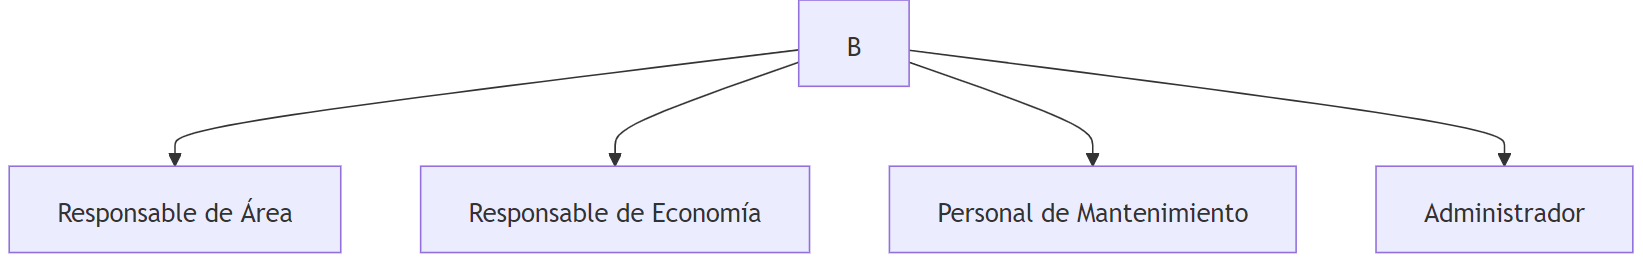 B
Responsable de Área
Responsable de Economía
Personal de Mantenimiento
Administrador